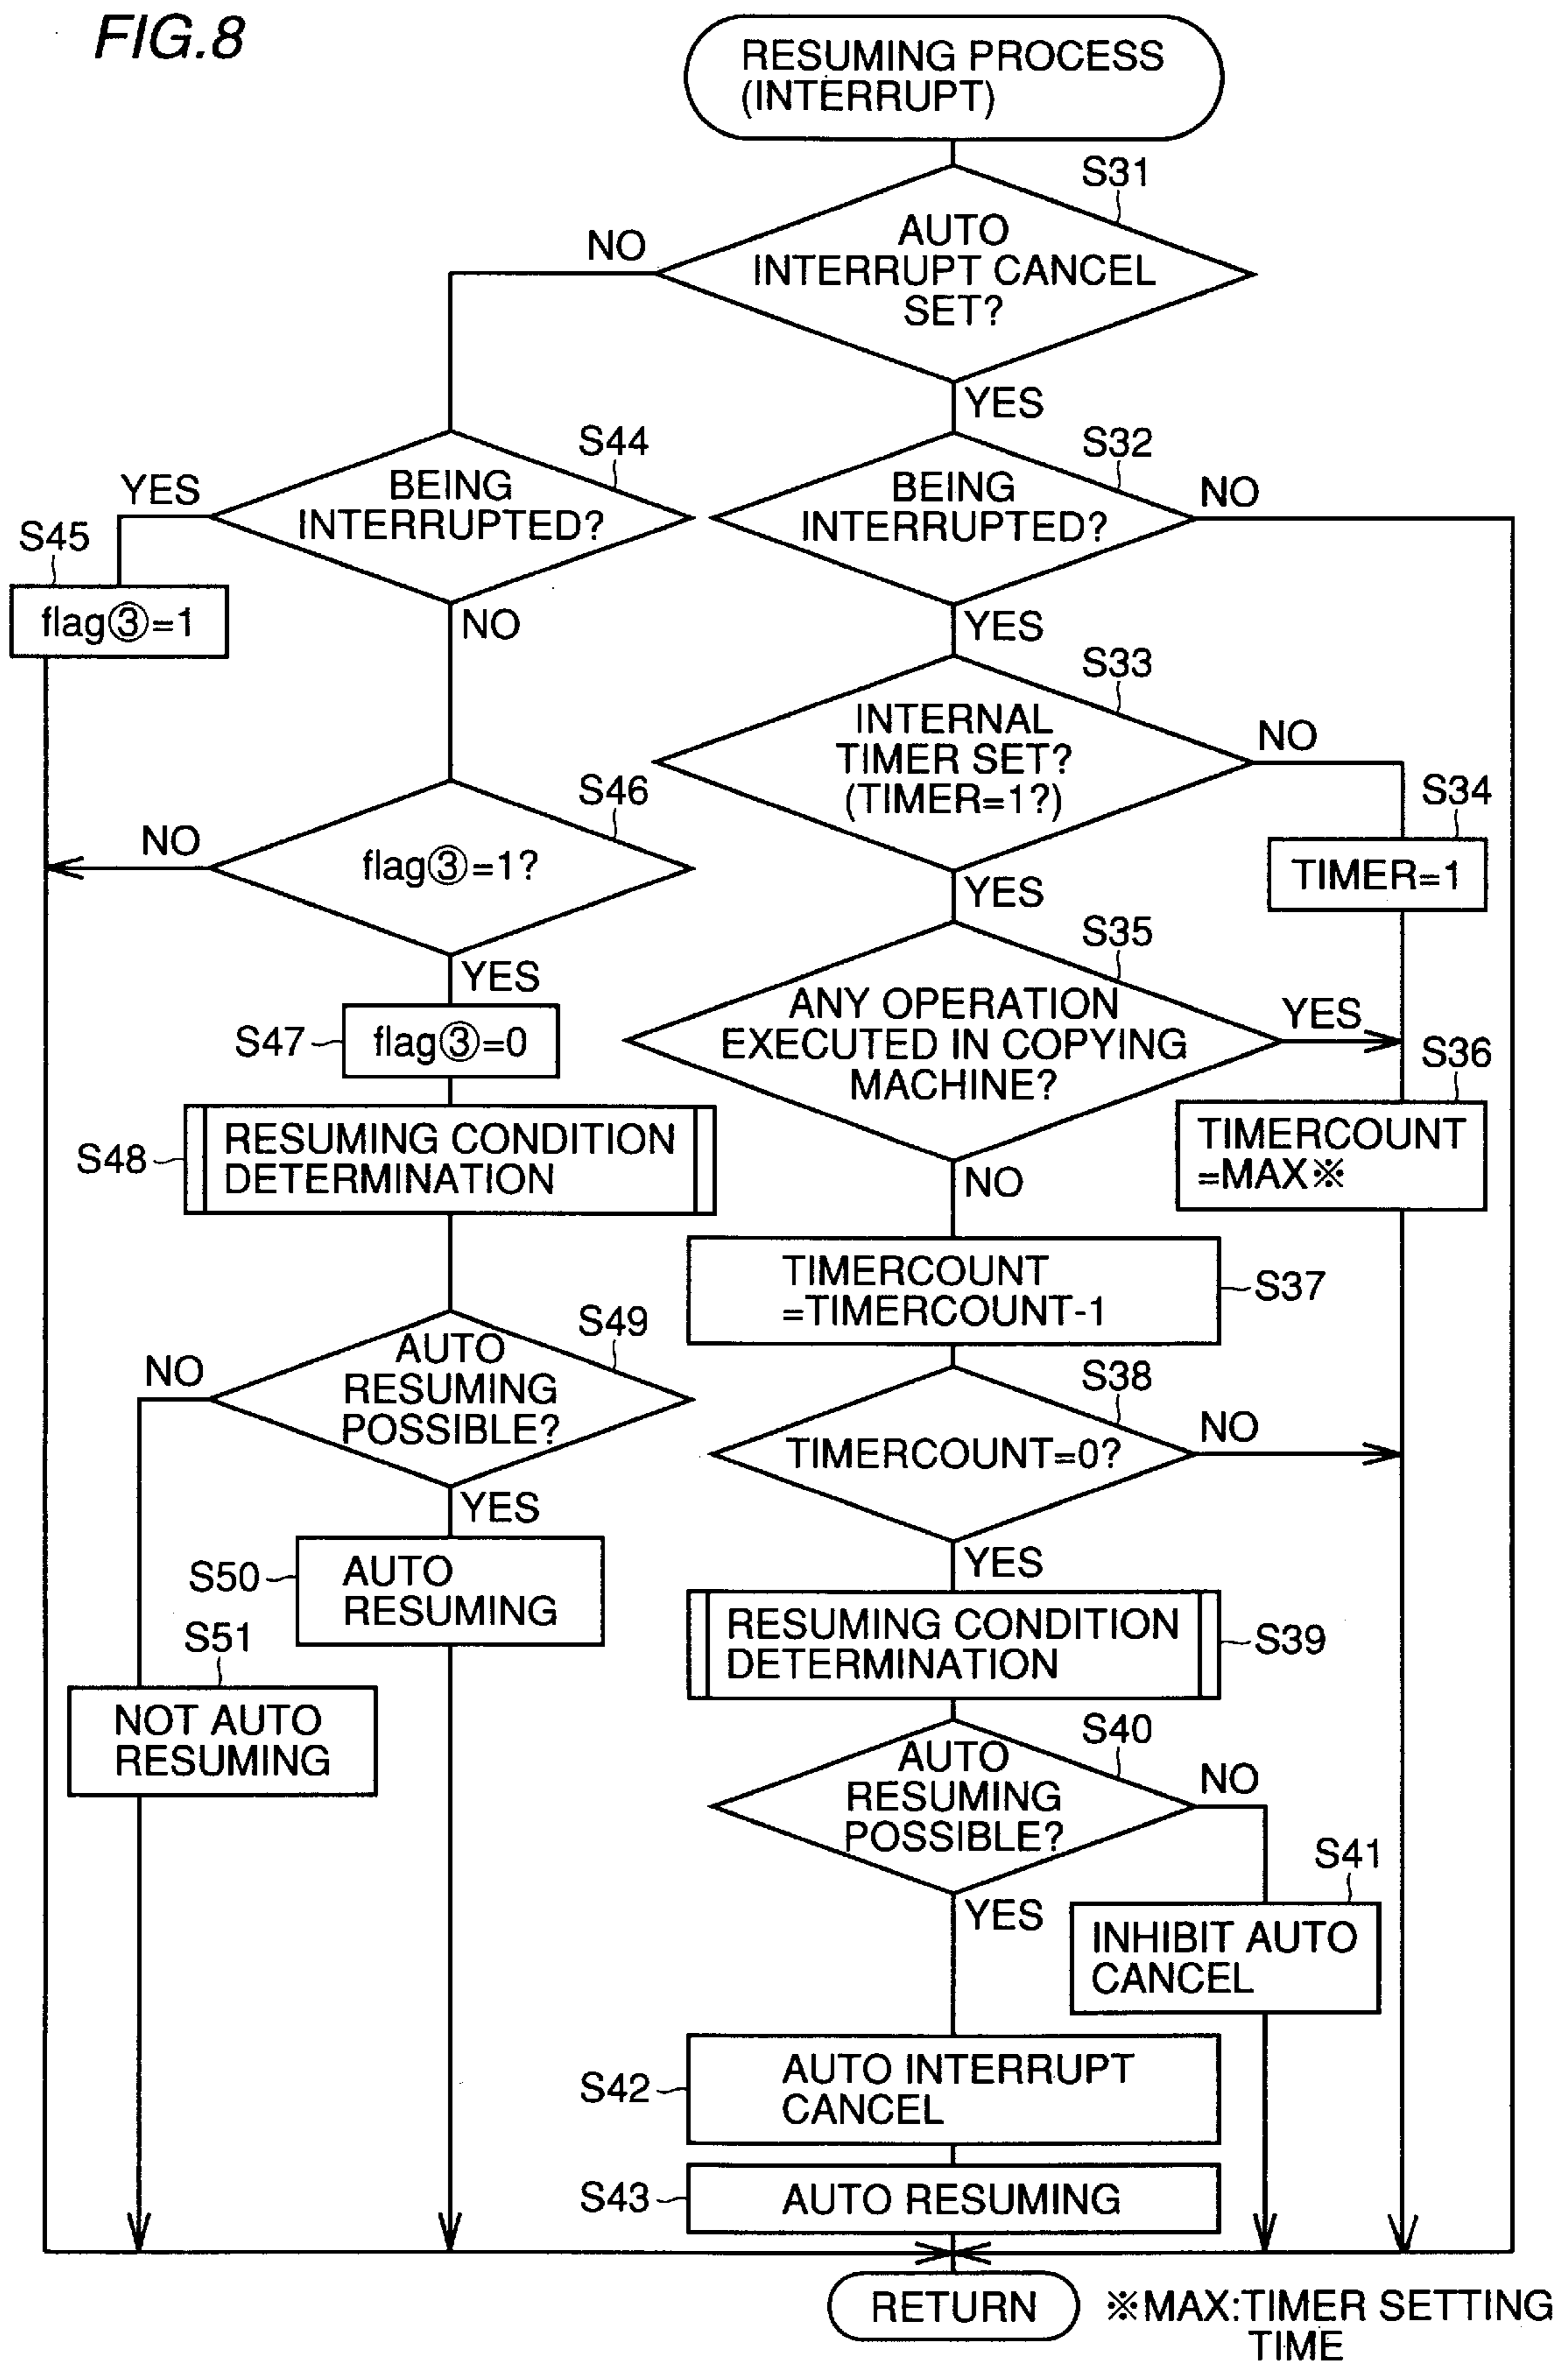 FIG.8
RESUMING PROCESS
(INTERRUPT)
S31
AUTO
INTERRUPT CANCEL
SET?
NO
YES
S44
BEING
INTERRUPTED?
YES
NO
S32
BEING
INTERRUPTED?
NO
YES
S45
flag③=1
S33
INTERNAL
TIMER SET?
(TIMER=1?)
NO
YES
S34
TIMER=1
S46
flag③=1?
NO
YES
S35
ANY OPERATION
EXECUTED IN COPYING
MACHINE?
YES
NO
S36
TIMERCOUNT
=MAX※
S47
flag③=0
S48
RESUMING CONDITION
DETERMINATION
TIMERCOUNT
=TIMERCOUNT-1
S37
S49
AUTO
RESUMING
POSSIBLE?
NO
YES
S38
TIMERCOUNT=0?
NO
YES
S50
AUTO
RESUMING
S51
NOT AUTO
RESUMING
RESUMING CONDITION
DETERMINATION
S39
S40
AUTO
RESUMING
POSSIBLE?
NO
YES
S41
INHIBIT AUTO
CANCEL
S42
AUTO INTERRUPT
CANCEL
S43
AUTO RESUMING
RETURN
※MAX:TIMER SETTING
TIME